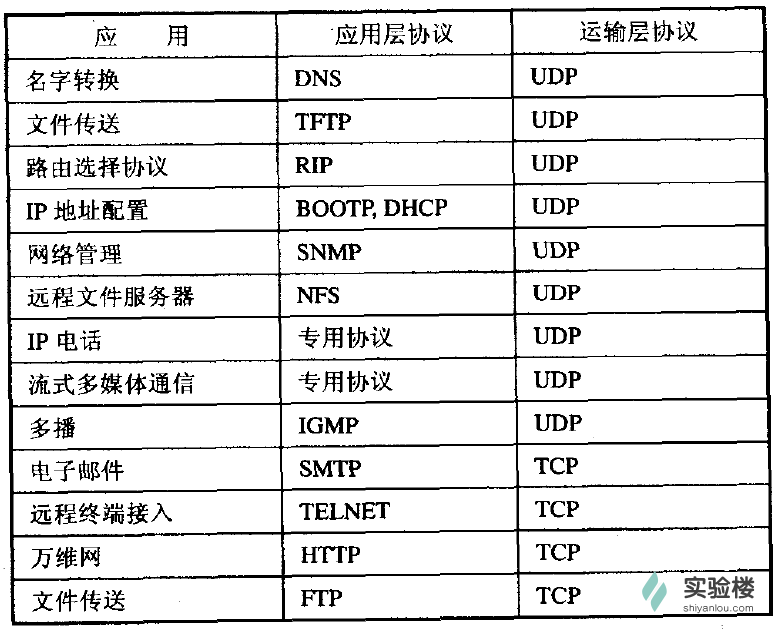 应 用 应用层协议 运输层协议
名字转换 DNS UDP
文件传送 TFTP UDP
路由选择协议 RIP UDP
IP 地址配置 BOOTP, DHCP UDP
网络管理 SNMP UDP
远程文件服务器 NFS UDP
IP 电话 专用协议 UDP
流式多媒体通信 专用协议 UDP
多播 IGMP UDP
电子邮件 SMTP TCP
远程终端接入 TELNET TCP
万维网 HTTP TCP
文件传送 FTP TCP
实验楼
shiyanlou.com